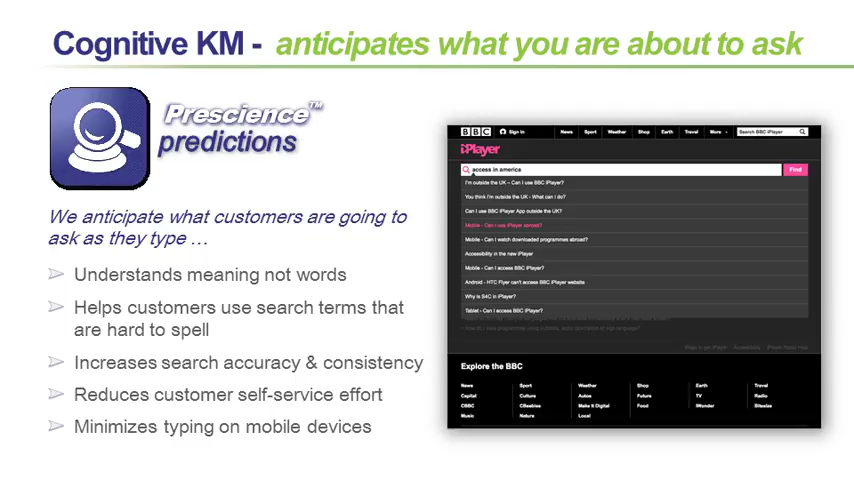 Cognitive KM - anticipates what you are about to ask
Prescience™
predictions
We anticipate what customers are going to
ask as they type …
Understands meaning not words
Helps customers use search terms that
are hard to spell
Increases search accuracy & consistency
Reduces customer self-service effort
Minimizes typing on mobile devices
BBC Sign in News Sport Weather Shop Earth Travel More Search BBC iPlayer
iPlayer
access in america Find
I'm outside the UK – Can I use BBC iPlayer?
You think I'm outside the UK - What can I do?
Can I use BBC iPlayer App outside the UK?
Mobile - Can I use iPlayer abroad?
Mobile - Can I watch downloaded programmes abroad?
Accessibility in the new iPlayer
Mobile - Can I access BBC iPlayer?
Android - HTC Flyer can't access BBC iPlayer website
Why is S4C in iPlayer?
Tablet - Can I access BBC iPlayer?
Explore the BBC
News Sport Weather Shop Earth Travel
Capital Culture Autos Future TV Radio
CBBC CBeebies Make It Digital Food iWonder Bitesize
Music Nature Local